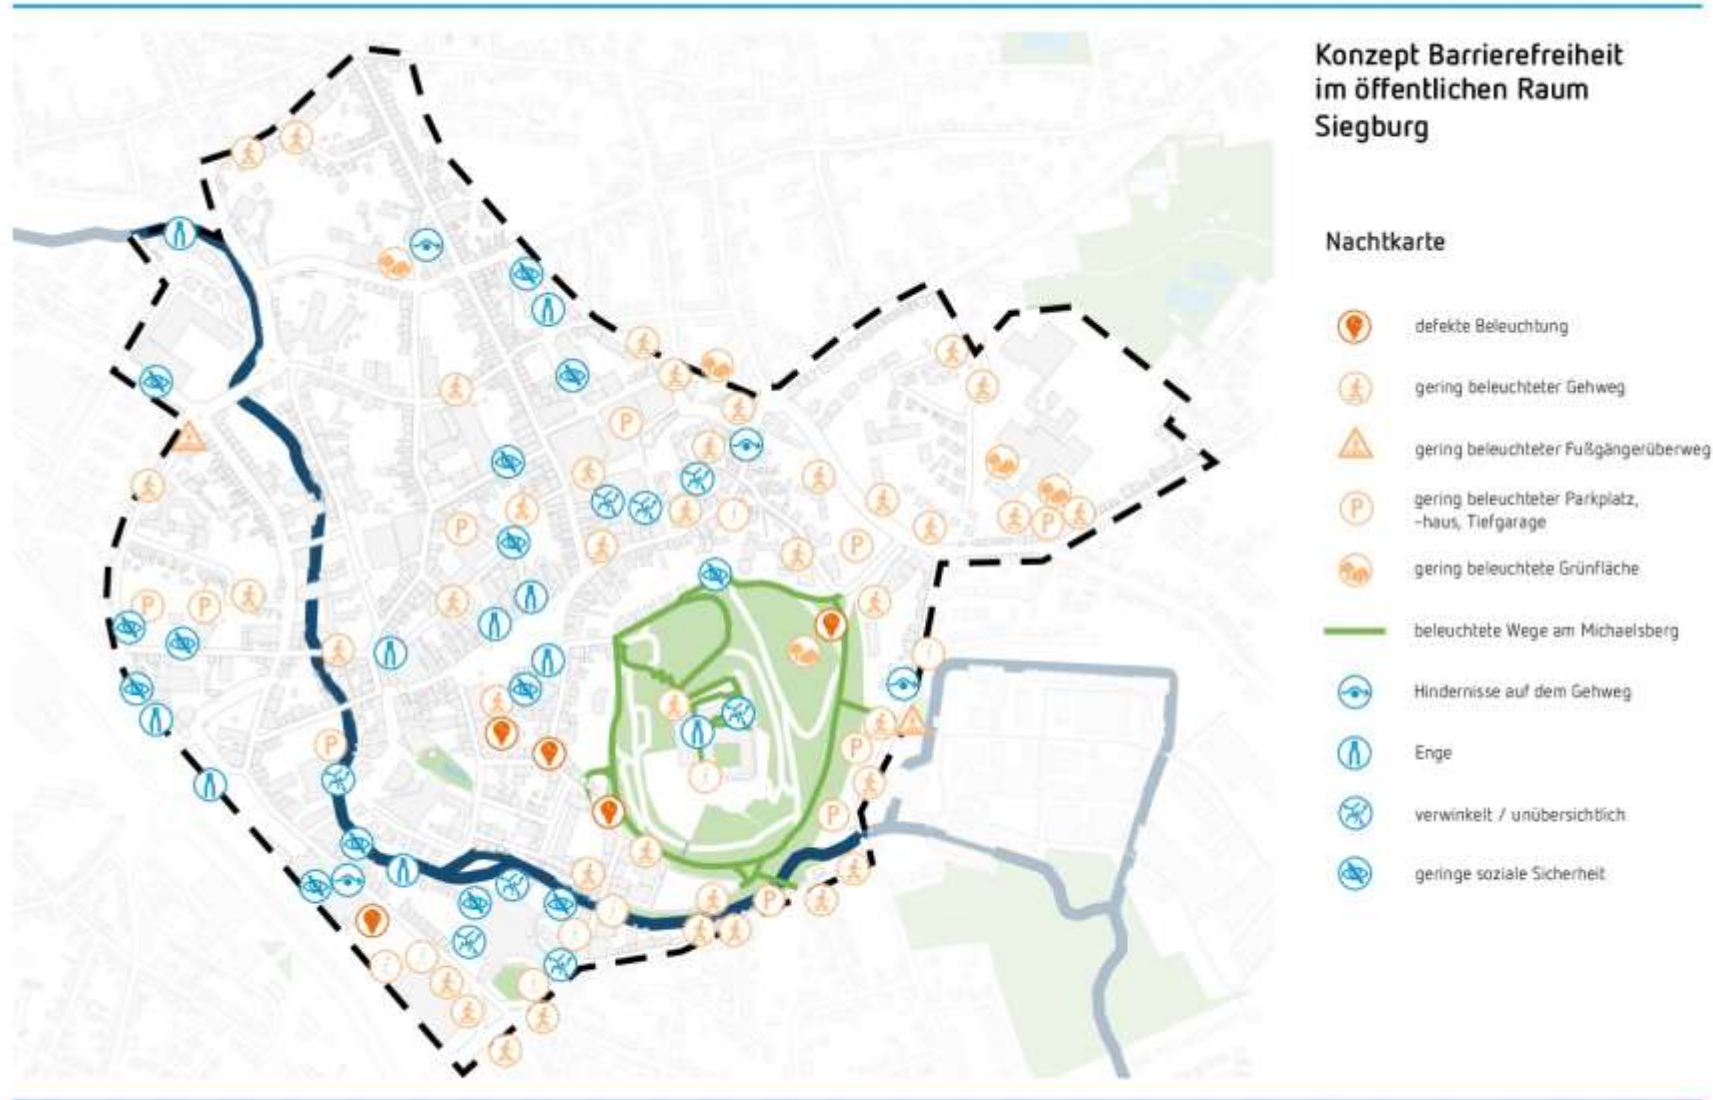 Konzept Barrierefreiheit
im öffentlichen Raum
Siegburg
Nachtkarte
defekte Beleuchtung
gering beleuchteter Gehweg
gering beleuchteter Fußgängerüberweg
gering beleuchteter Parkplatz,
-haus, Tiefgarage
gering beleuchtete Grünfläche
beleuchtete Wege am Michaelsberg
Hindernisse auf dem Gehweg
Enge
verwinkelt / unübersichtlich
geringe soziale Sicherheit
P
P
P
P
P
P
P
P
P
P
P